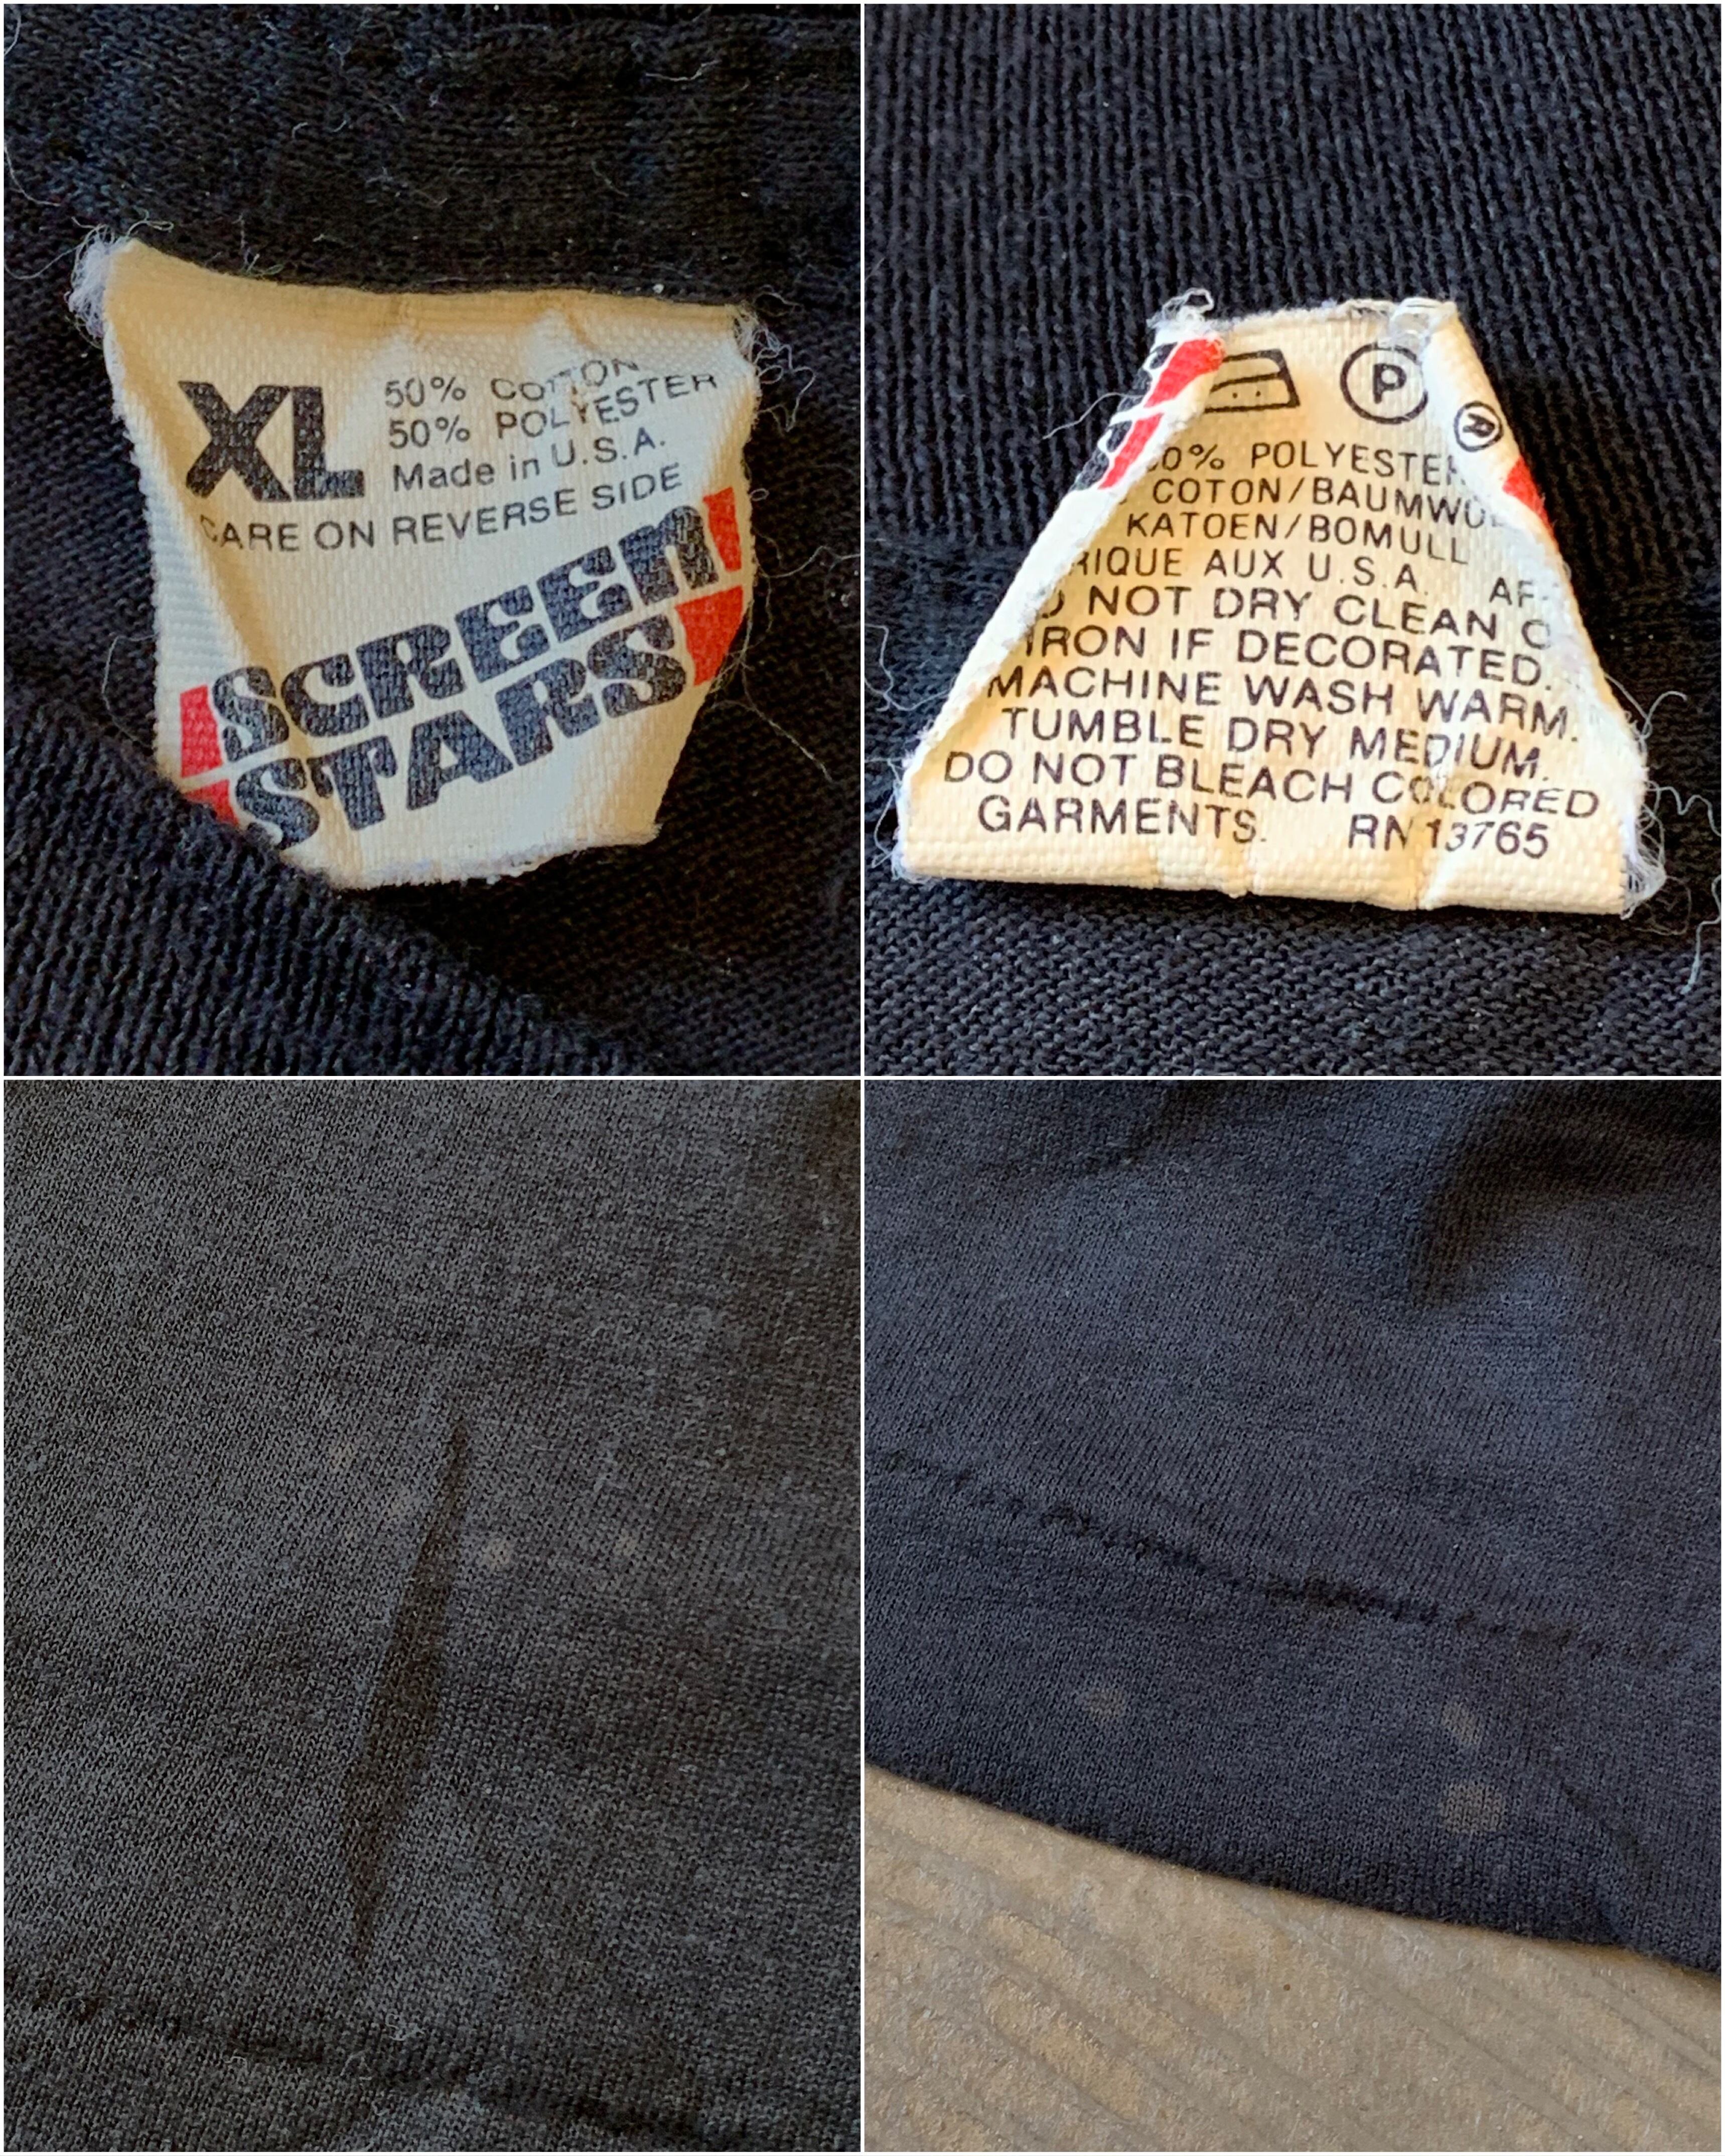 XL
50% COTTON
50% POLYESTER
Made in U.S.A.
CARE ON REVERSE SIDE
SCREEN
STARS
P
POLYESTER
COTON/BAUMWO
KATOEN/BOMULL
RIQUE AUX U.S.A. AF
NOT DRY CLEAN O
IRON IF DECORATED.
MACHINE WASH WARM.
TUMBLE DRY MEDIUM.
DO NOT BLEACH COLORED
GARMENTS. RN 13765